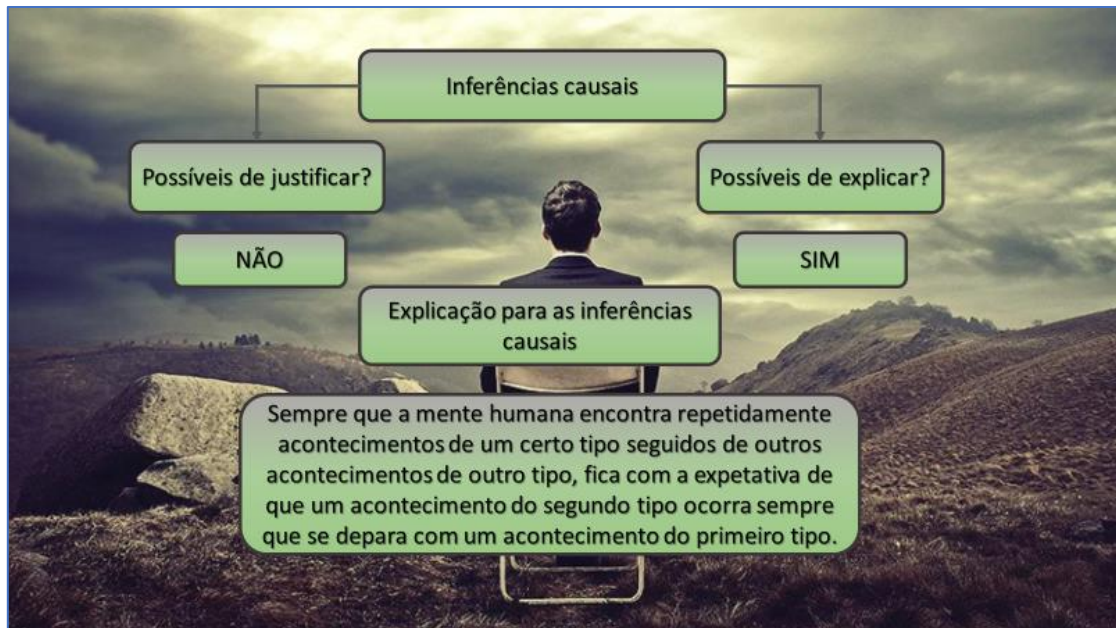 Inferências causais
Possíveis de justificar?
Possíveis de explicar?
NÃO
SIM
Explicação para as inferências
causais
Sempre que a mente humana encontra repetidamente
acontecimentos de um certo tipo seguidos de outros
acontecimentos de outro tipo, fica com a expetativa de
que um acontecimento do segundo tipo ocorra sempre
que se depara com um acontecimento do primeiro tipo.